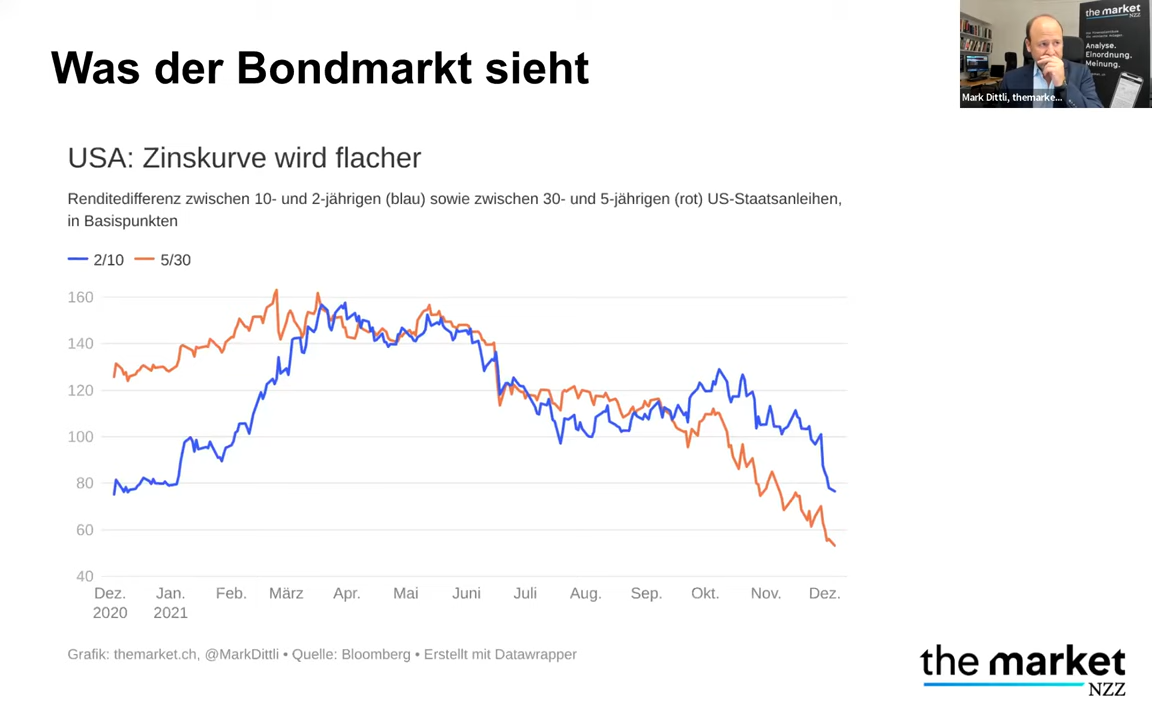 Was der Bondmarkt sieht
the market
NZZ
Analyse.
Einordnung.
Meinung.
Mark Dittli, themarke...
USA: Zinskurve wird flacher
Renditedifferenz zwischen 10- und 2-jährigen (blau) sowie zwischen 30- und 5-jährigen (rot) US-Staatsanleihen,
in Basispunkten
2/10 5/30
160
140
120
100
80
60
40
Dez. Jan. Feb. März Apr. Mai Juni Juli Aug. Sep. Okt. Nov. Dez.
2020 2021
Grafik: themarket.ch, @MarkDittli • Quelle: Bloomberg • Erstellt mit Datawrapper
the market
NZZ